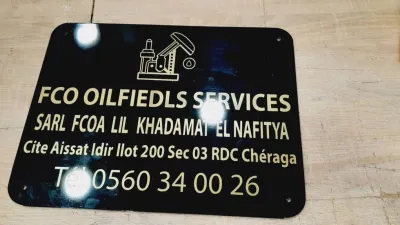 FCO OILFIEDLS SERVICES
SARL FCOA LIL KHADAMAT EL NAFITYA
Cite Aissat Idir Ilot 200 Sec 03 RDC Chéraga
Tel 0560 34 00 26